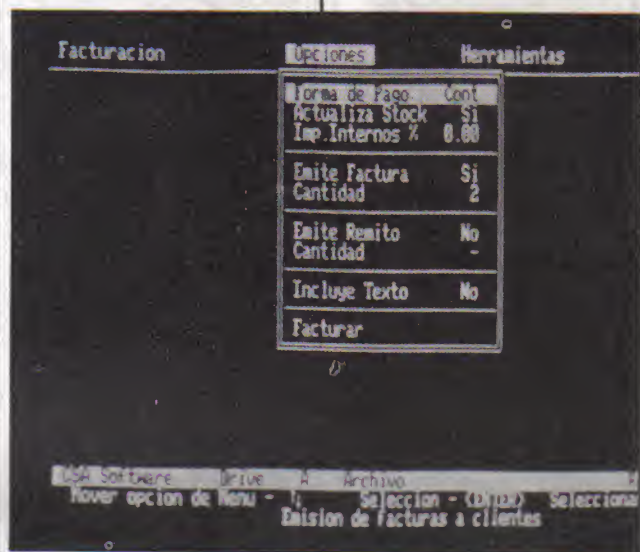 Facturacion Opciones Herramientas
Forma de Pago Cont
Actualiza Stock Si
Imp.Internos % 0.00
Emite Factura Si
Cantidad 2
Emite Remito No
Cantidad -
Incluye Texto No
Facturar
Software Drive A Archivo
Mover opcion de Menu - Seleccion - (ENTER) Selecciona
Emision de facturas a clientes